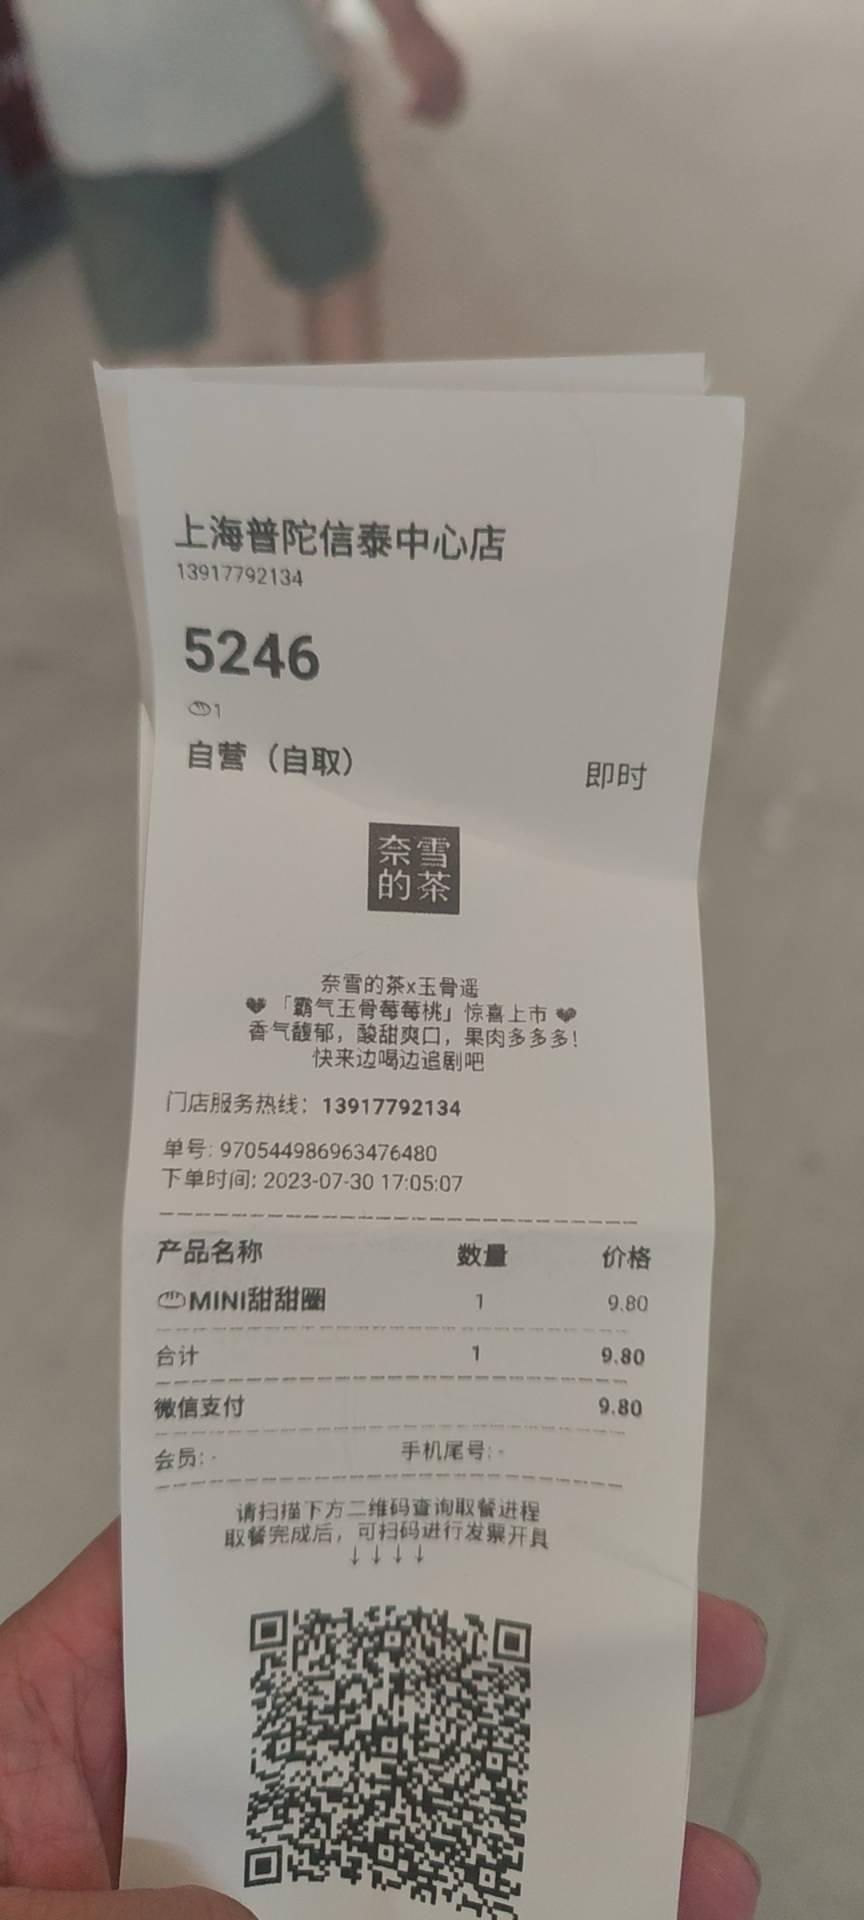 上海普陀信泰中心店
13917792134
5246
1
自营（自取） 即时
奈雪
的茶
奈雪的茶x玉骨遥
「霸气玉骨莓莓桃」惊喜上市
香气馥郁，酸甜爽口，果肉多多多！
快来边喝边追剧吧
门店服务热线：13917792134
单号: 970544986963476480
下单时间: 2023-07-30 17:05:07
产品名称 数量 价格
MINI甜甜圈 1 9.80
合计 1 9.80
微信支付 9.80
会员: - 手机尾号: -
请扫描下方二维码查询取餐进程
取餐完成后，可扫码进行发票开具
↓↓↓↓